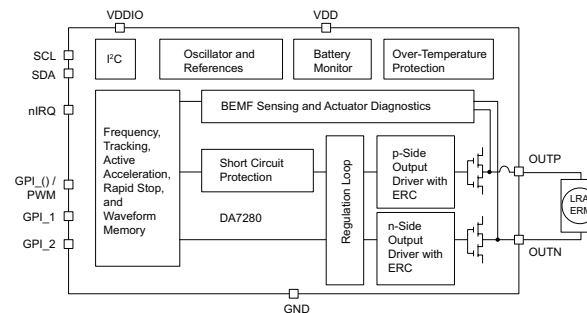 VDDIO
VDD
SCL
SDA
nIRQ
GPI_() /
PWM
GPI_1
GPI_2
I²C
Oscillator and
References
Battery
Monitor
Over-Temperature
Protection
BEMF Sensing and Actuator Diagnostics
Frequency,
Tracking,
Active
Acceleration,
Rapid Stop,
and
Waveform
Memory
Short Circuit
Protection
DA7280
Regulation Loop
p-Side
Output
Driver with
ERC
n-Side
Output
Driver with
ERC
OUTP
LRA
ERM
OUTN
GND